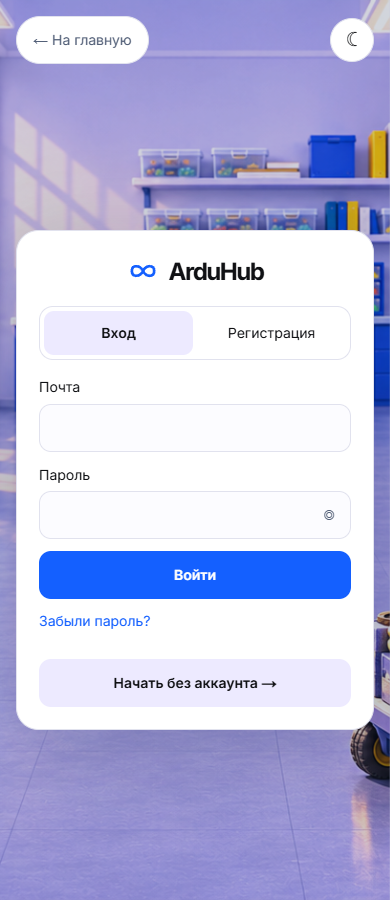 ← На главную
ArduHub
Вход
Регистрация
Почта
Пароль
Войти
Забыли пароль?
Начать без аккаунта →